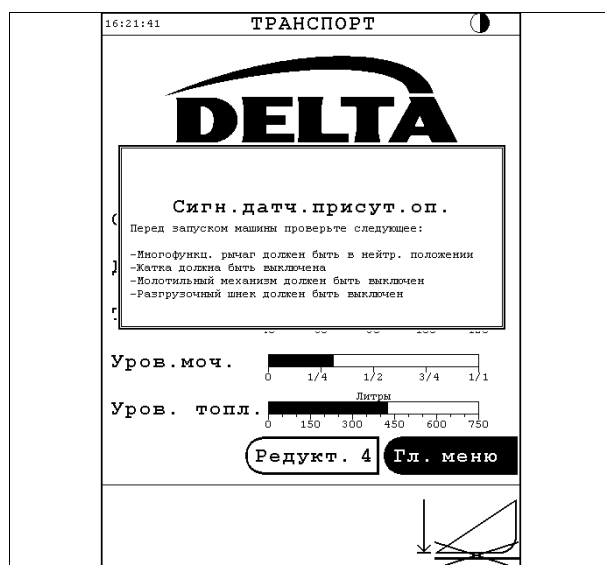 16:21:41 ТРАНСПОРТ
DELTA
Сигн.датч.присут.оп.
Перед запуском машины проверьте следующее:
-Многофункц. рычаг должен быть в нейтр. положении
-Жатка должна быть выключена
-Молотильный механизм должен быть выключен
-Разгрузочный шнек должен быть выключен
Уров.моч.
0 1/4 1/2 3/4 1/1
Литры
Уров. топл.
0 150 300 450 600 750
Редукт. 4 Гл. меню